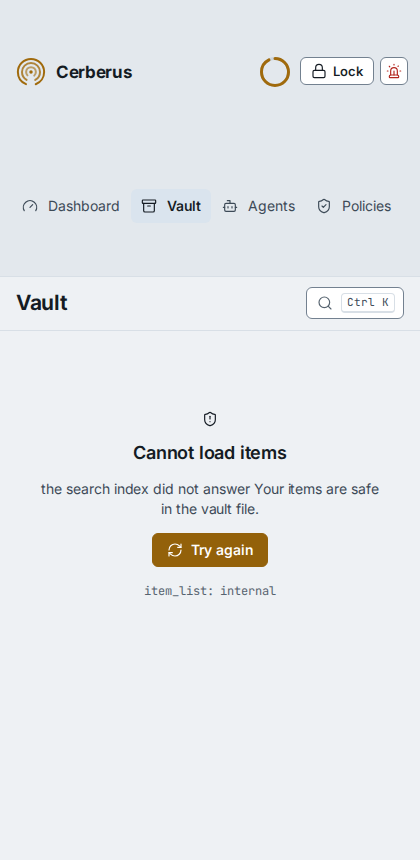 Cerberus
Lock
Dashboard
Vault
Agents
Policies
Vault
Ctrl K
Cannot load items
the search index did not answer Your items are safe
in the vault file.
Try again
item_list: internal